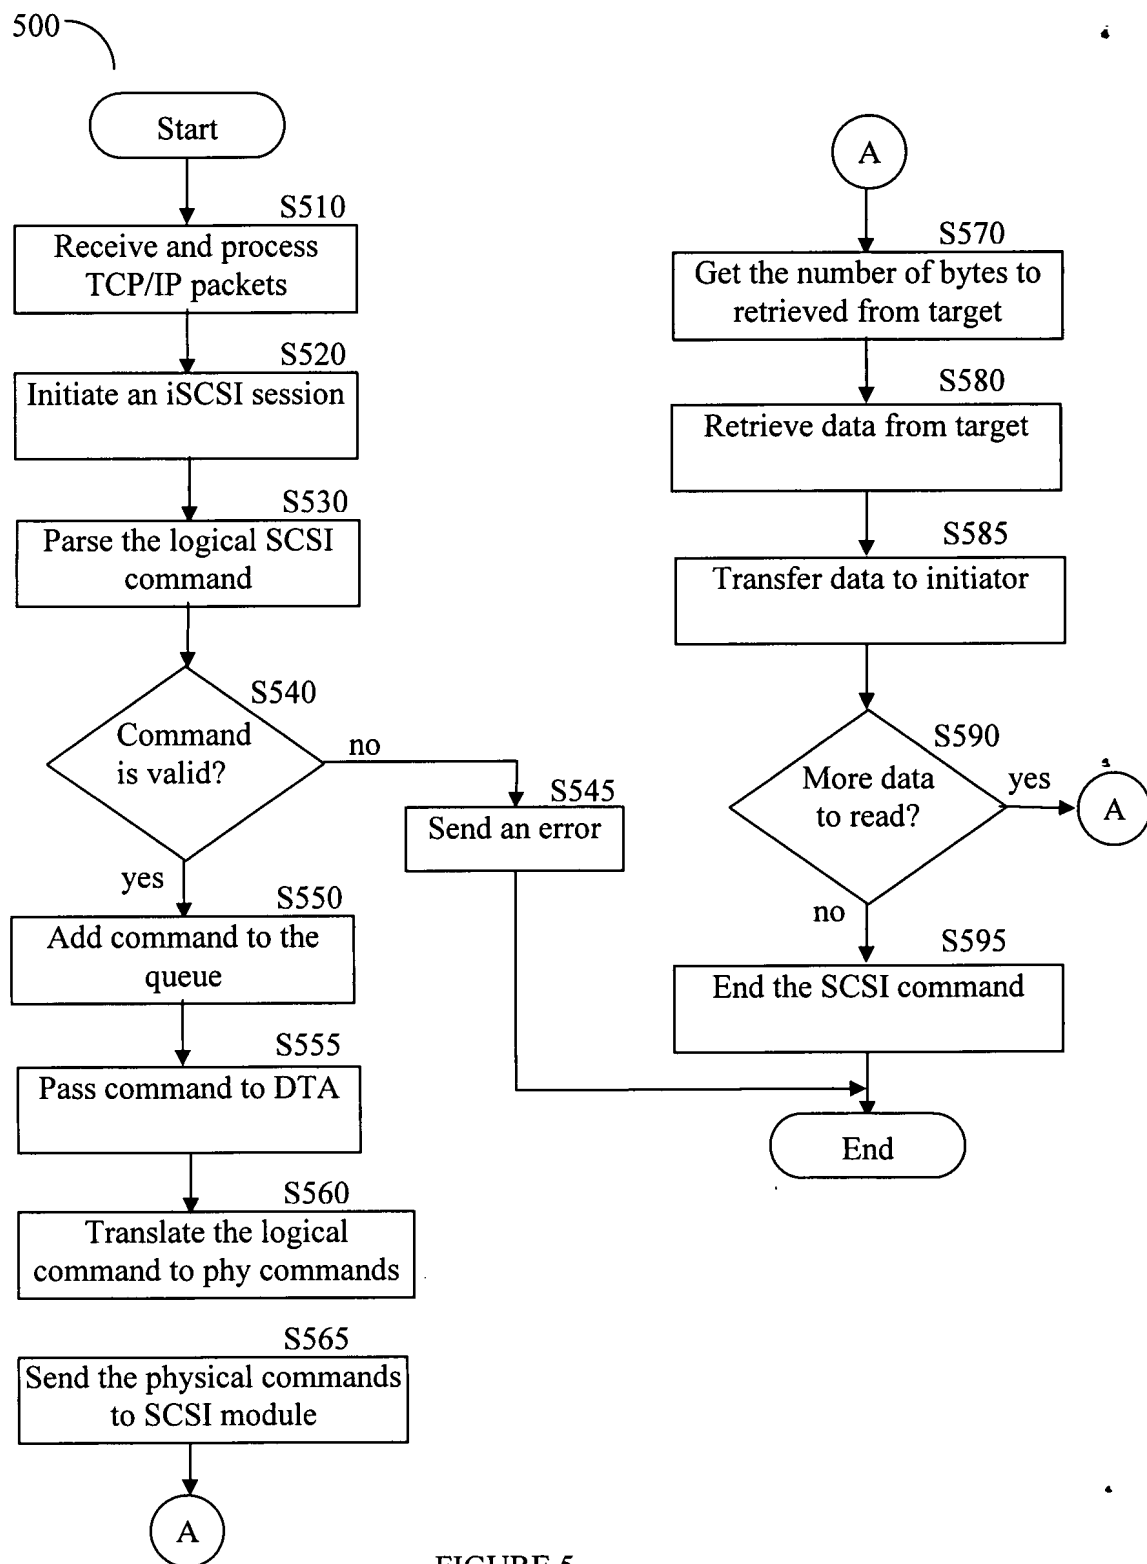 500
Start
S510
Receive and process
TCP/IP packets
S520
Initiate an iSCSI session
S530
Parse the logical SCSI
command
S540
Command
is valid?
no
S545
Send an error
yes
S550
Add command to the
queue
S555
Pass command to DTA
S560
Translate the logical
command to phy commands
S565
Send the physical commands
to SCSI module
A
A
S570
Get the number of bytes to
retrieved from target
S580
Retrieve data from target
S585
Transfer data to initiator
S590
More data
to read?
yes
A
no
S595
End the SCSI command
End
FIGURE 5